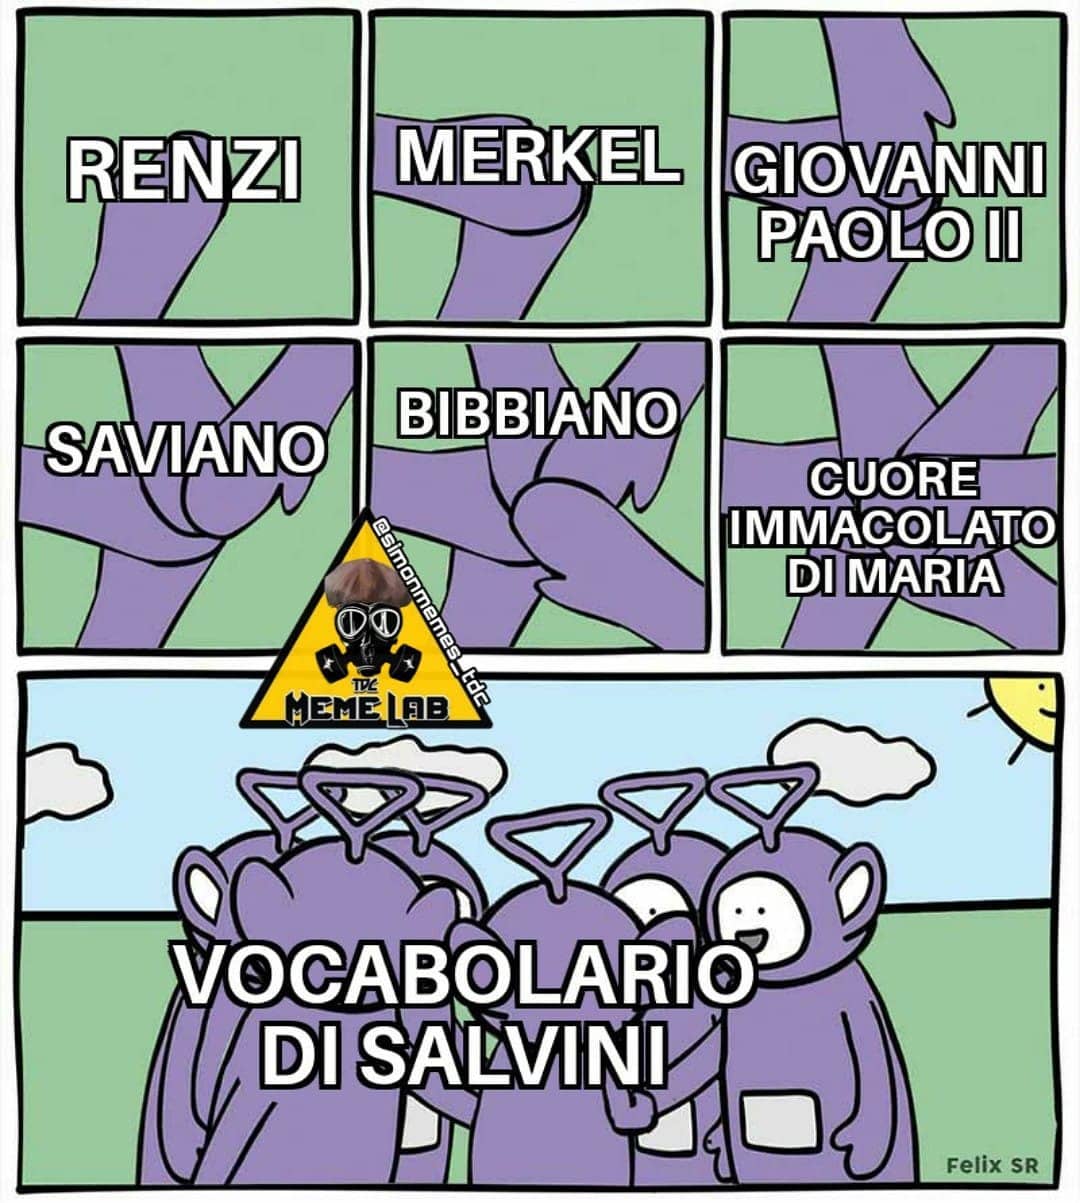 RENZI
MERKEL
GIOVANNI
PAOLO II
SAVIANO
BIBBIANO
CUORE
IMMACOLATO
DI MARIA
@simonmemes_tdc
TDC
MEME LAB
VOCABOLARIO
DI SALVINI
Felix SR